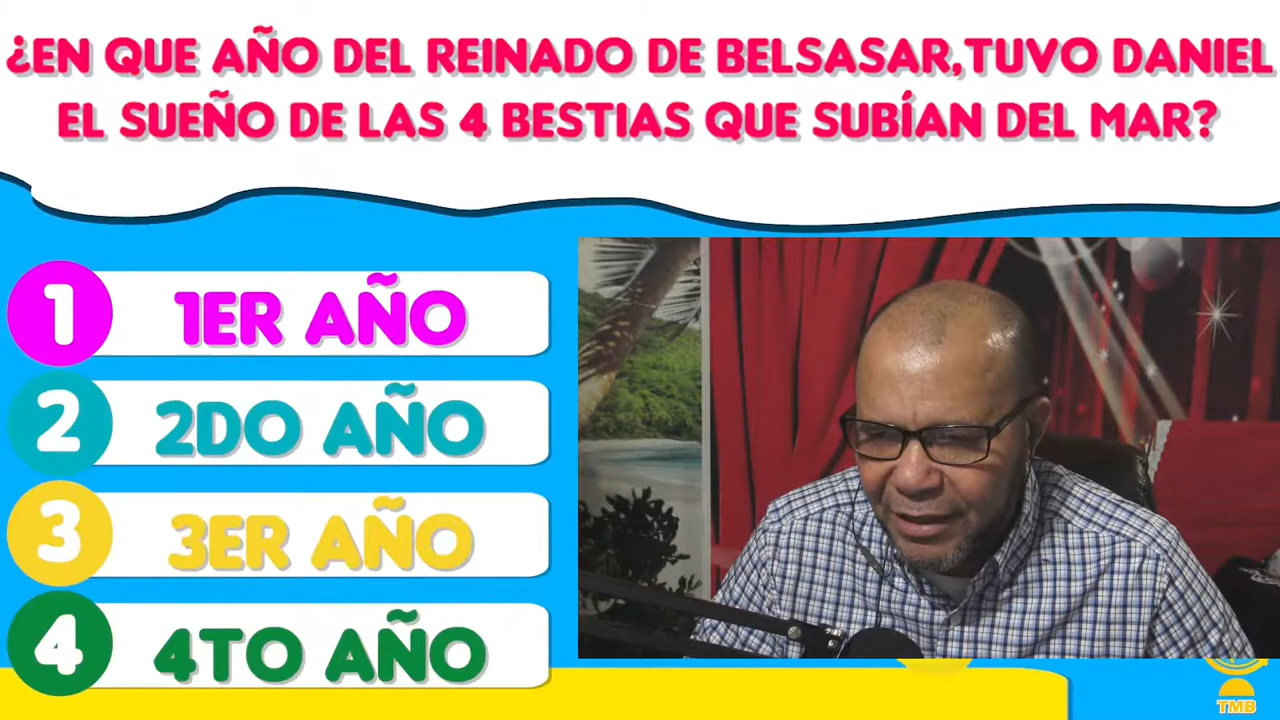 ¿EN QUE AÑO DEL REINADO DE BELSASAR,TUVO DANIEL
EL SUEÑO DE LAS 4 BESTIAS QUE SUBÍAN DEL MAR?
1 1ER AÑO
2 2DO AÑO
3 3ER AÑO
4 4TO AÑO
TMB